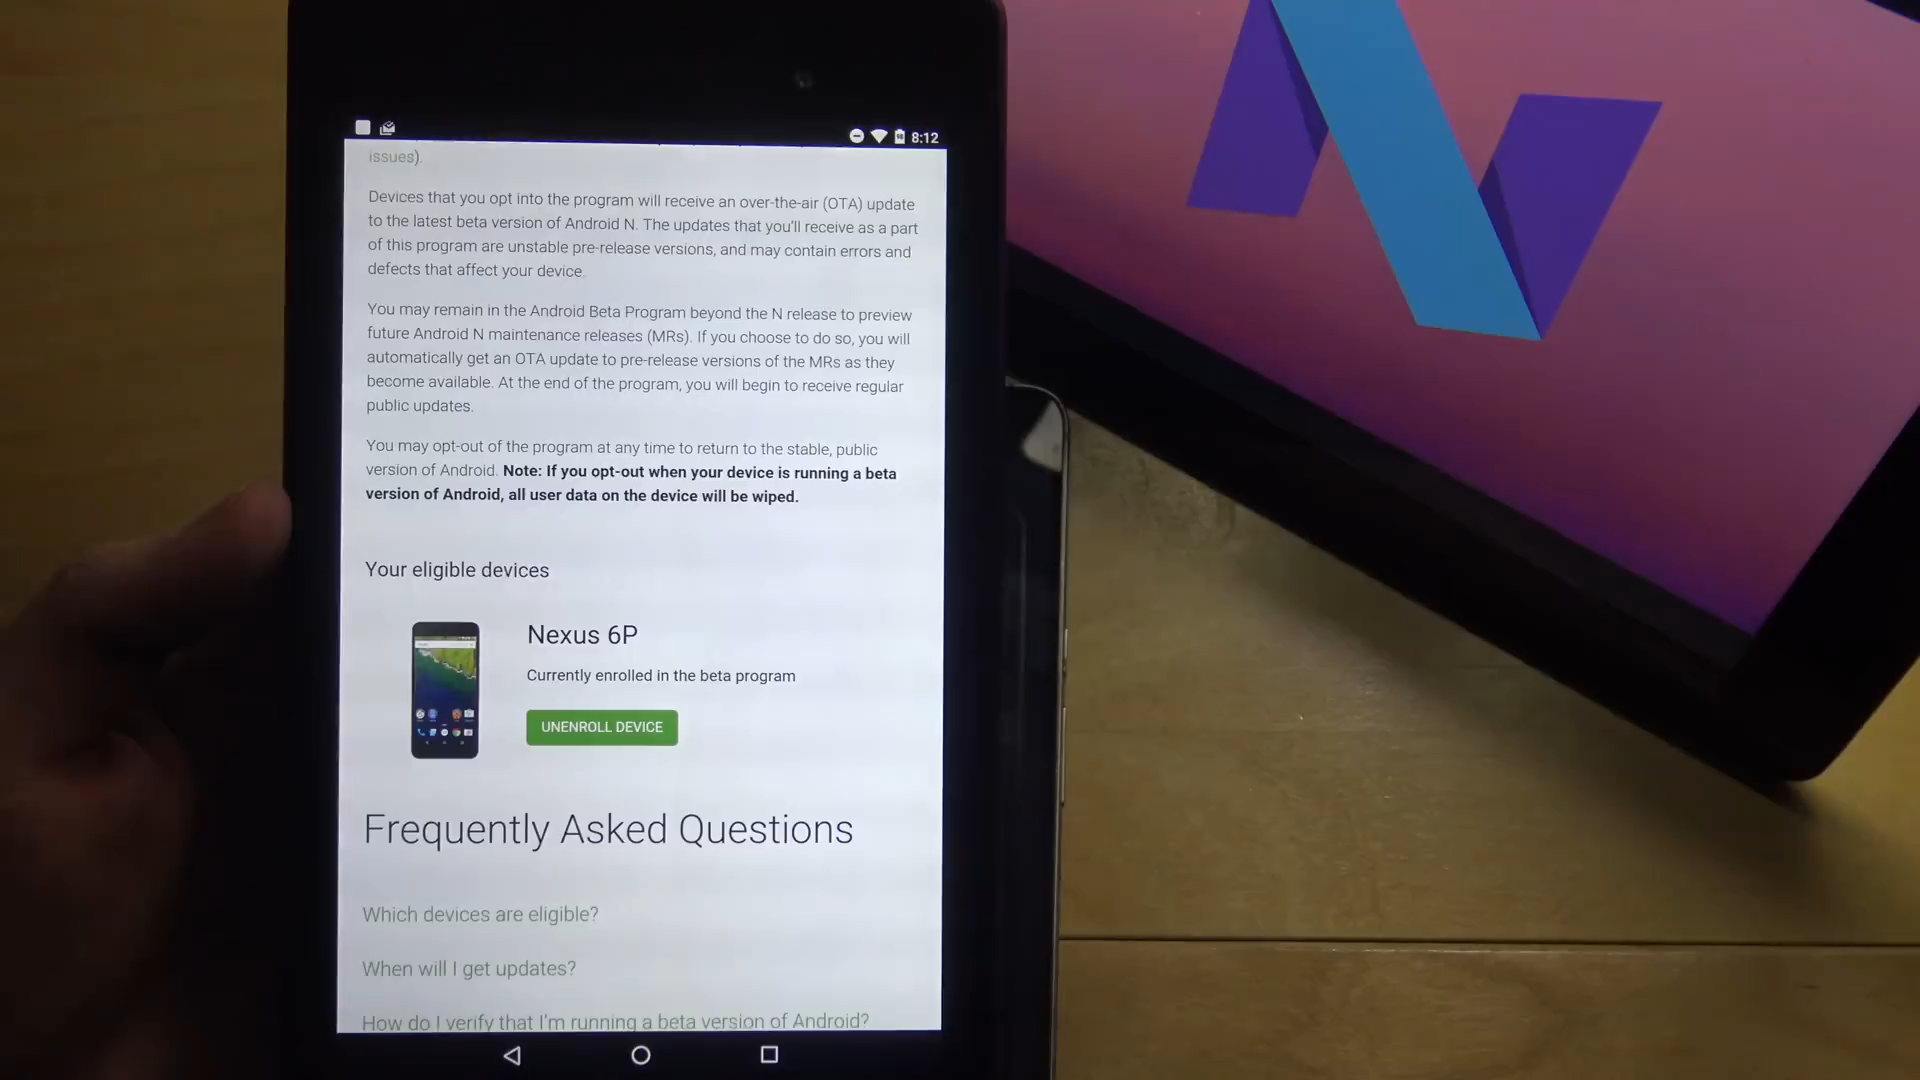 8:12
issues).
Devices that you opt into the program will receive an over-the-air (OTA) update
to the latest beta version of Android N. The updates that you'll receive as a part
of this program are unstable pre-release versions, and may contain errors and
defects that affect your device.
You may remain in the Android Beta Program beyond the N release to preview
future Android N maintenance releases (MRs). If you choose to do so, you will
automatically get an OTA update to pre-release versions of the MRs as they
become available. At the end of the program, you will begin to receive regular
public updates.
You may opt-out of the program at any time to return to the stable, public
version of Android. Note: If you opt-out when your device is running a beta
version of Android, all user data on the device will be wiped.
Your eligible devices
Nexus 6P
Currently enrolled in the beta program
UNENROLL DEVICE
Frequently Asked Questions
Which devices are eligible?
When will I get updates?
How do I verify that I'm running a beta version of Android?